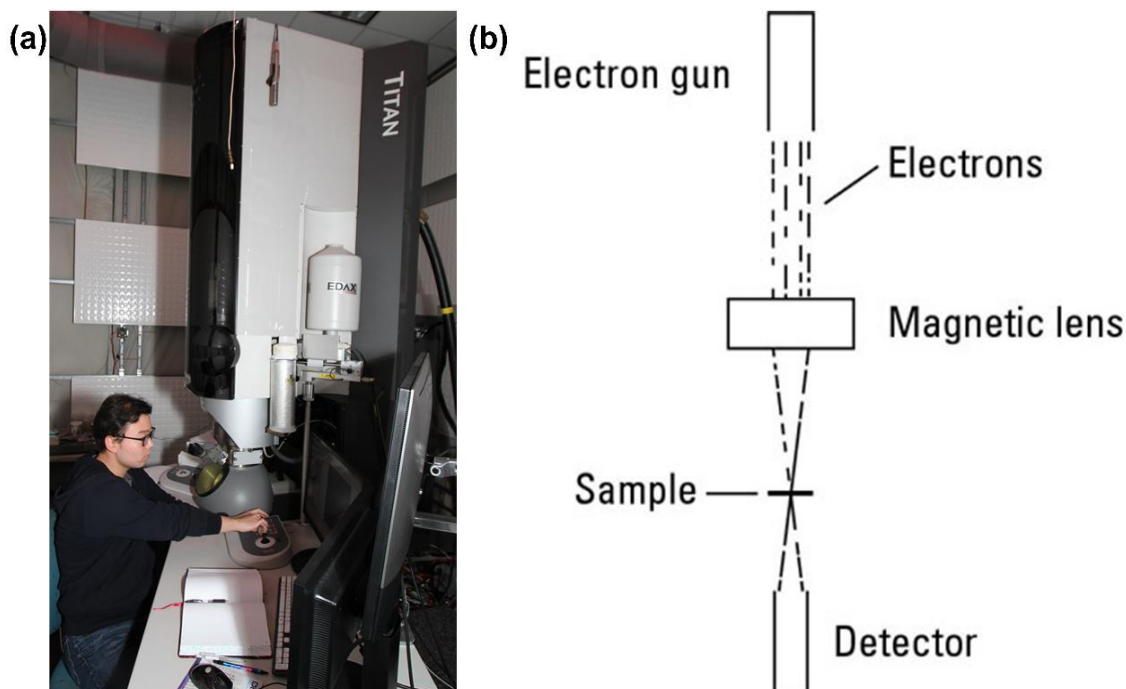 (a)
TITAN
EDAX
(b)
Electron gun
Electrons
Magnetic lens
Sample
Detector